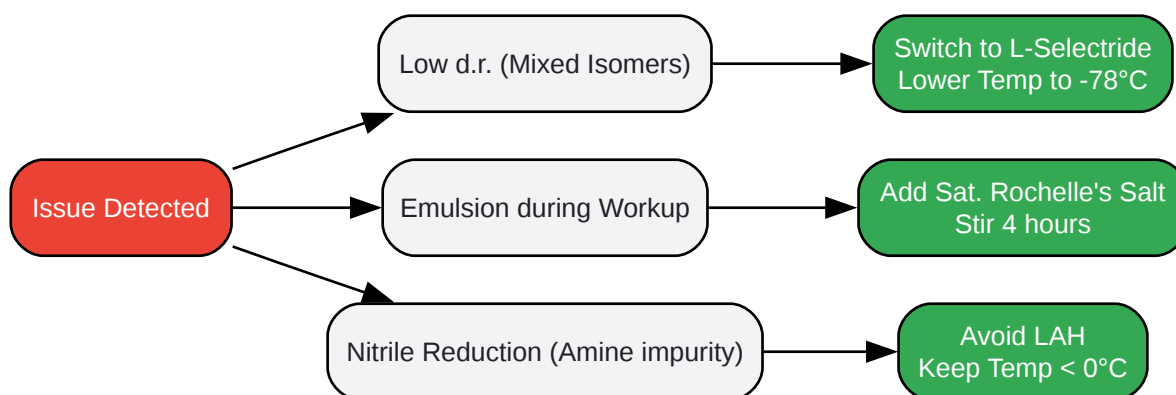 Issue Detected
Low d.r. (Mixed Isomers)
Switch to L-Selectride
Lower Temp to -78°C
Emulsion during Workup
Add Sat. Rochelle's Salt
Stir 4 hours
Nitrile Reduction (Amine impurity)
Avoid LAH
Keep Temp < 0°C